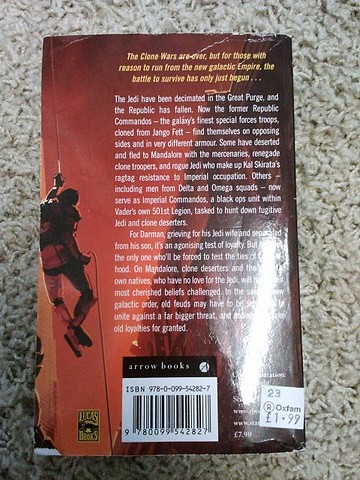 The Clone Wars are over, but for those with
reason to run from the new galactic Empire, the
battle to survive has only just begun . . .
The Jedi have been decimated in the Great Purge, and
the Republic has fallen. Now the former Republic
Commandos – the galaxy's finest special forces troops,
cloned from Jango Fett – find themselves on opposing
sides and in very different armour. Some have deserted
and fled to Mandalore with the mercenaries, renegade
clone troopers, and rogue Jedi who make up Kal Skirata's
ragtag resistance to Imperial occupation. Others –
including men from Delta and Omega squads – now
serve as Imperial Commandos, a black ops unit within
Vader's own 501st Legion, tasked to hunt down fugitive
Jedi and clone deserters.
For Darman, grieving for his Jedi wife and separated
from his son, it's an agonising test of loyalty. But
the only one who'll be forced to test the ties of
hood. On Mandalore, clone deserters and the
own natives, who have no love for the Jedi, will
most cherished beliefs challenged. In the
galactic order, old feuds may have to be
unite against a far bigger threat, and
old loyalties for granted.
arrow books
ISBN 978-0-099-54282-7
9 780099 542827
LUCAS
BOOKS
23
Oxfam
£1·99
£7.99